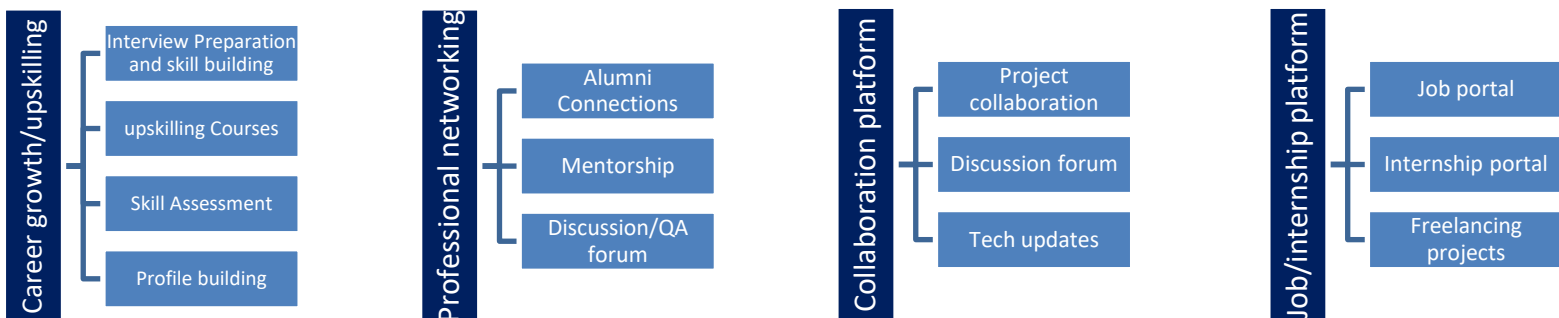 Career growth/upskilling
Interview Preparation
and skill building
upskilling Courses
Skill Assessment
Profile building
Professional networking
Alumni
Connections
Mentorship
Discussion/QA
forum
Collaboration platform
Project
collaboration
Discussion forum
Tech updates
Job/internship platform
Job portal
Internship portal
Freelancing
projects